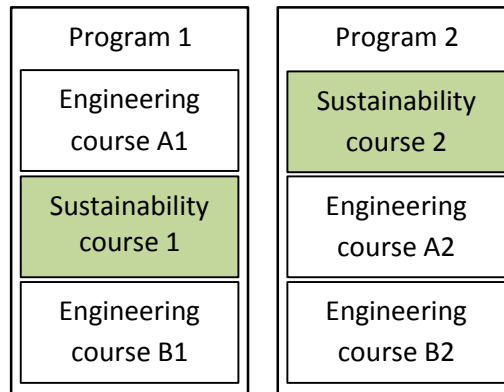 Program 1
Engineering
course A1
Sustainability
course 1
Engineering
course B1
Program 2
Sustainability
course 2
Engineering
course A2
Engineering
course B2